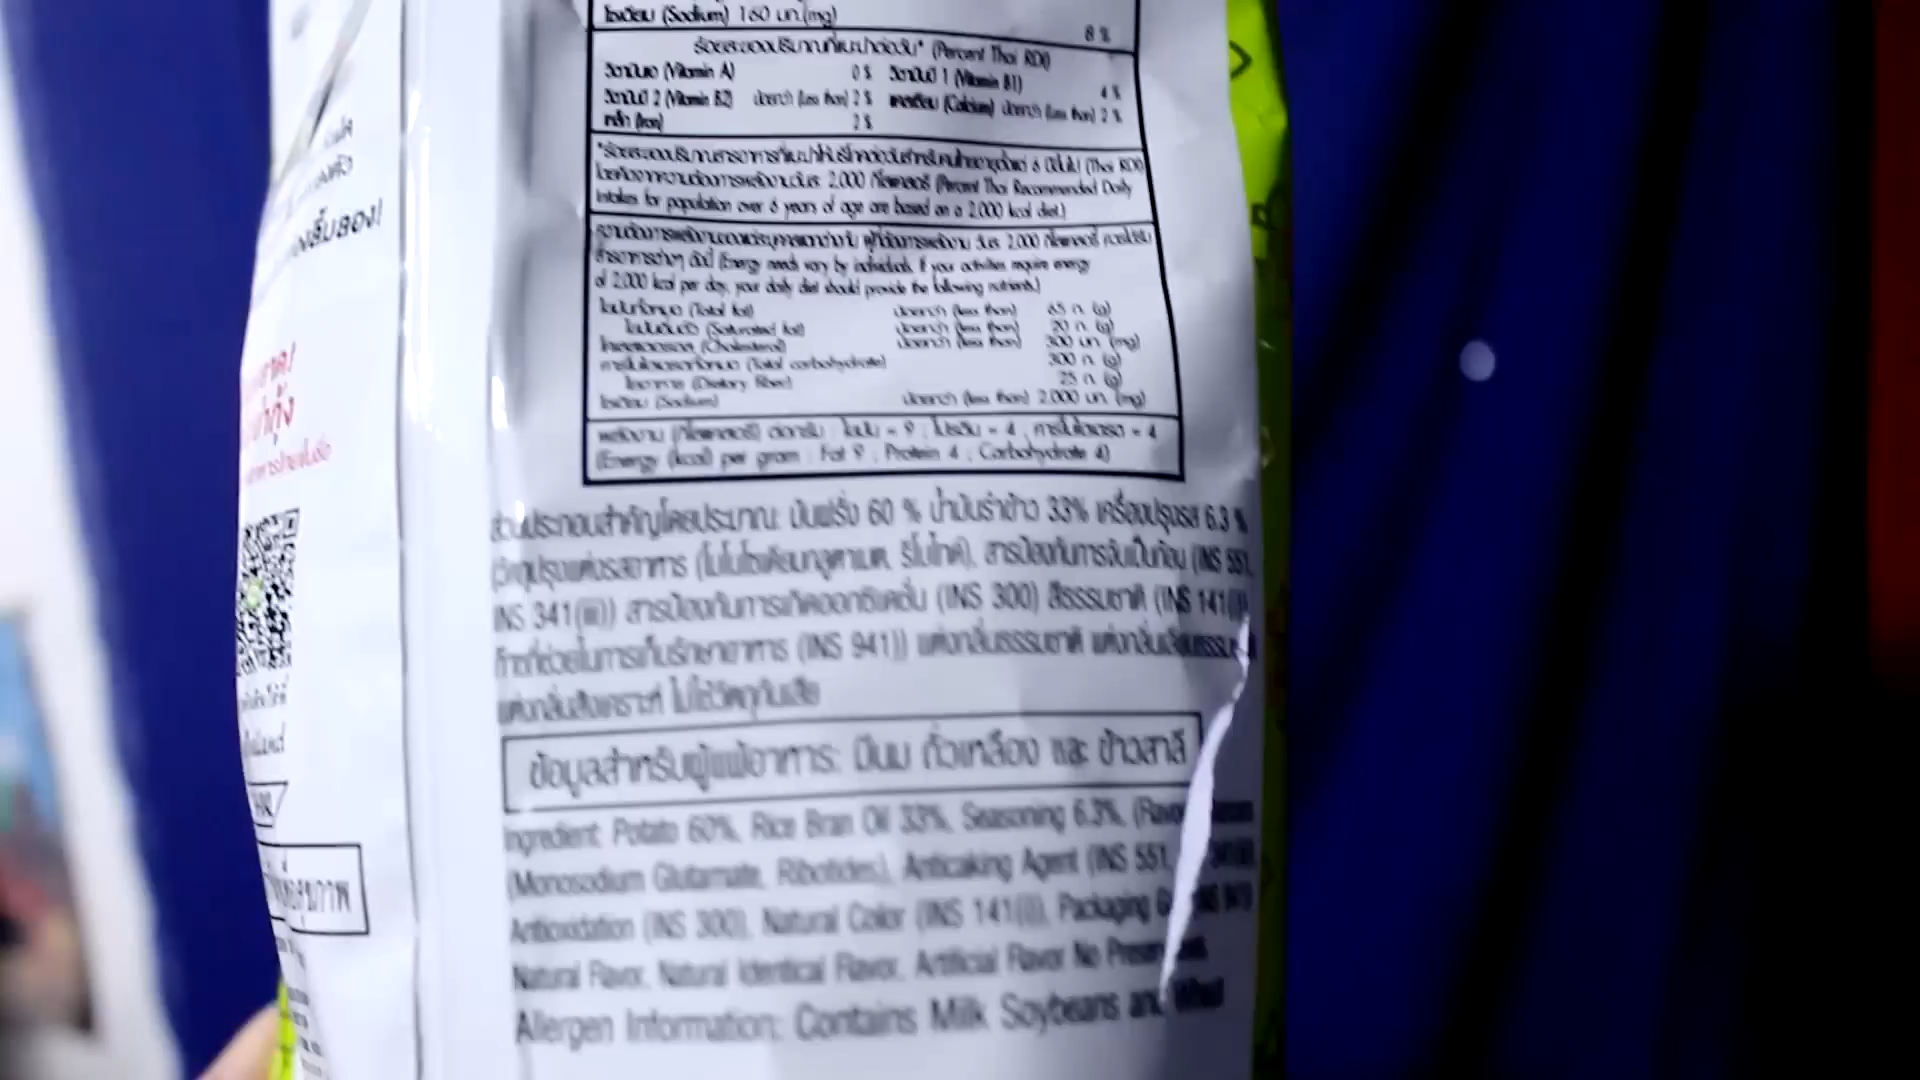 โซเดียม (Sodium) 160 มก.(mg)
8 %
ร้อยละของปริมาณที่แนะนำต่อวัน* (Percent Thai RDI)
วิตามินเอ (Vitamin A) 0 % วิตามินบี 1 (Vitamin B1) 4 %
วิตามินบี 2 (Vitamin B2) น้อยกว่า (Less than) 2 % แคลเซียม (Calcium) น้อยกว่า (Less than) 2 %
เหล็ก (Iron) 2 %
*ร้อยละของปริมาณสารอาหารที่แนะนำให้บริโภคต่อวันสำหรับคนไทยอายุตั้งแต่ 6 ปีขึ้นไป (Thai RDI)
โดยคิดจากความต้องการพลังงานวันละ 2,000 กิโลแคลอรี (Percent Thai Recommended Daily
Intakes for population over 6 years of age are based on a 2,000 kcal diet.)
ความต้องการพลังงานของแต่ละบุคคลแตกต่างกัน ผู้ที่ต้องการพลังงาน วันละ 2,000 กิโลแคลอรี ควรได้รับ
สารอาหารต่างๆ ดังนี้ (Energy needs vary by individuals. If your activities require energy
of 2,000 kcal per day, your daily diet should provide the following nutrients.)
ไขมันทั้งหมด (Total fat) น้อยกว่า (less than) 65 ก. (g)
ไขมันอิ่มตัว (Saturated fat) น้อยกว่า (less than) 20 ก. (g)
โคเลสเตอรอล (Cholesterol) น้อยกว่า (less than) 300 มก. (mg)
คาร์โบไฮเดรตทั้งหมด (Total carbohydrate) 300 ก. (g)
ใยอาหาร (Dietary fiber) 25 ก. (g)
โซเดียม (Sodium) น้อยกว่า (less than) 2,000 มก. (mg)
พลังงาน (กิโลแคลอรี) ต่อกรัม : ไขมัน = 9 ; โปรตีน = 4 ; คาร์โบไฮเดรต = 4
(Energy (kcal) per gram : Fat 9 ; Protein 4 ; Carbohydrate 4)
ส่วนประกอบสำคัญโดยประมาณ: มันฝรั่ง 60 % น้ำมันรำข้าว 33% เครื่องปรุงรส 6.3 %
(วัตถุปรุงแต่งรสอาหาร (โมโนโซเดียมกลูตาเมต, ไรโบไทด์), สารป้องกันการจับเป็นก้อน (INS 551,
INS 341(iii)) สารป้องกันการเกิดออกซิเดชั่น (INS 300) สีธรรมชาติ (INS 141(i)),
ก๊าซที่ช่วยในการเก็บรักษาอาหาร (INS 941)) แต่งกลิ่นธรรมชาติ แต่งกลิ่นเลียนธรรมชาติ
แต่งกลิ่นสังเคราะห์ ไม่ใช้วัตถุกันเสีย
ข้อมูลสำหรับผู้แพ้อาหาร: มีนม ถั่วเหลือง และ ข้าวสาลี
Ingredient: Potato 60%, Rice Bran Oil 33%, Seasoning 6.3%,
(Monosodium Glutamate, Ribotides), Anticaking Agent (INS 551,
Antioxidation (INS 300), Natural Color (INS 141(i)), Packaging
Natural Flavor, Natural Identical Flavor, Artificial Flavor No
Allergen Information: Contains Milk Soybeans and